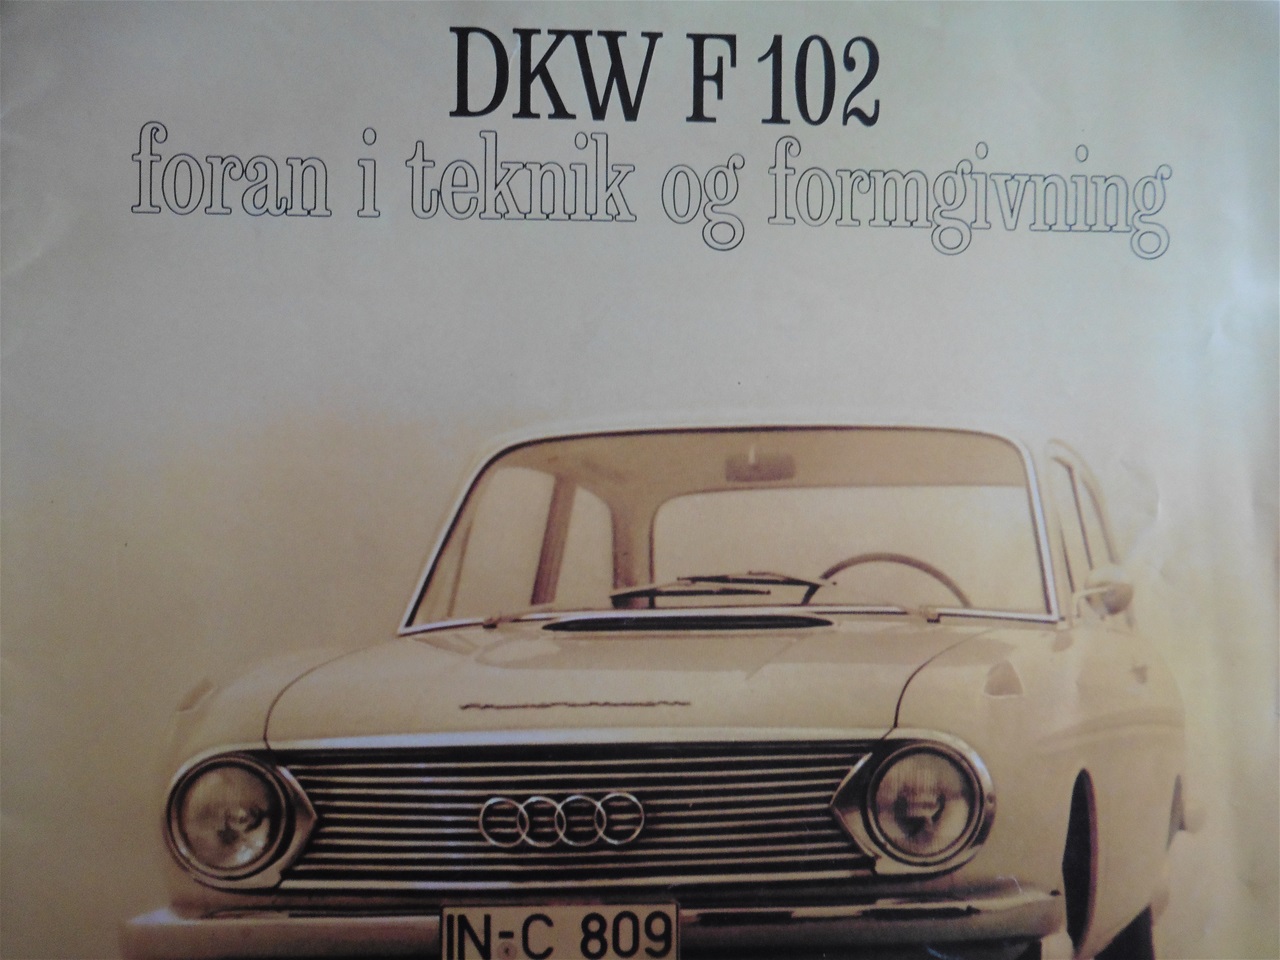 DKW F 102
foran i teknik og formgivning
IN-C 809